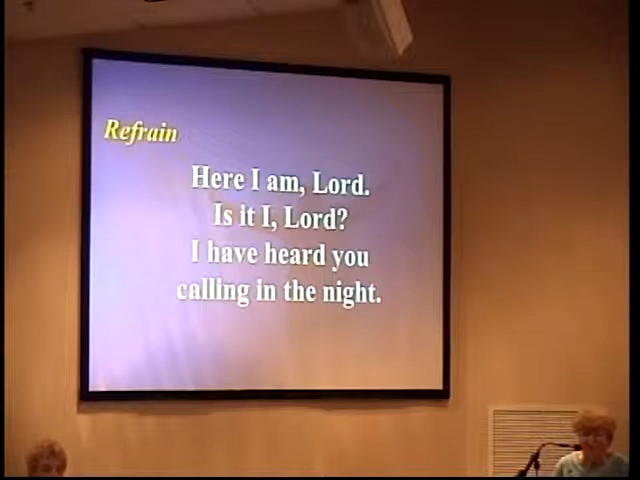 Refrain
Here I am, Lord.
Is it I, Lord?
I have heard you
calling in the night.